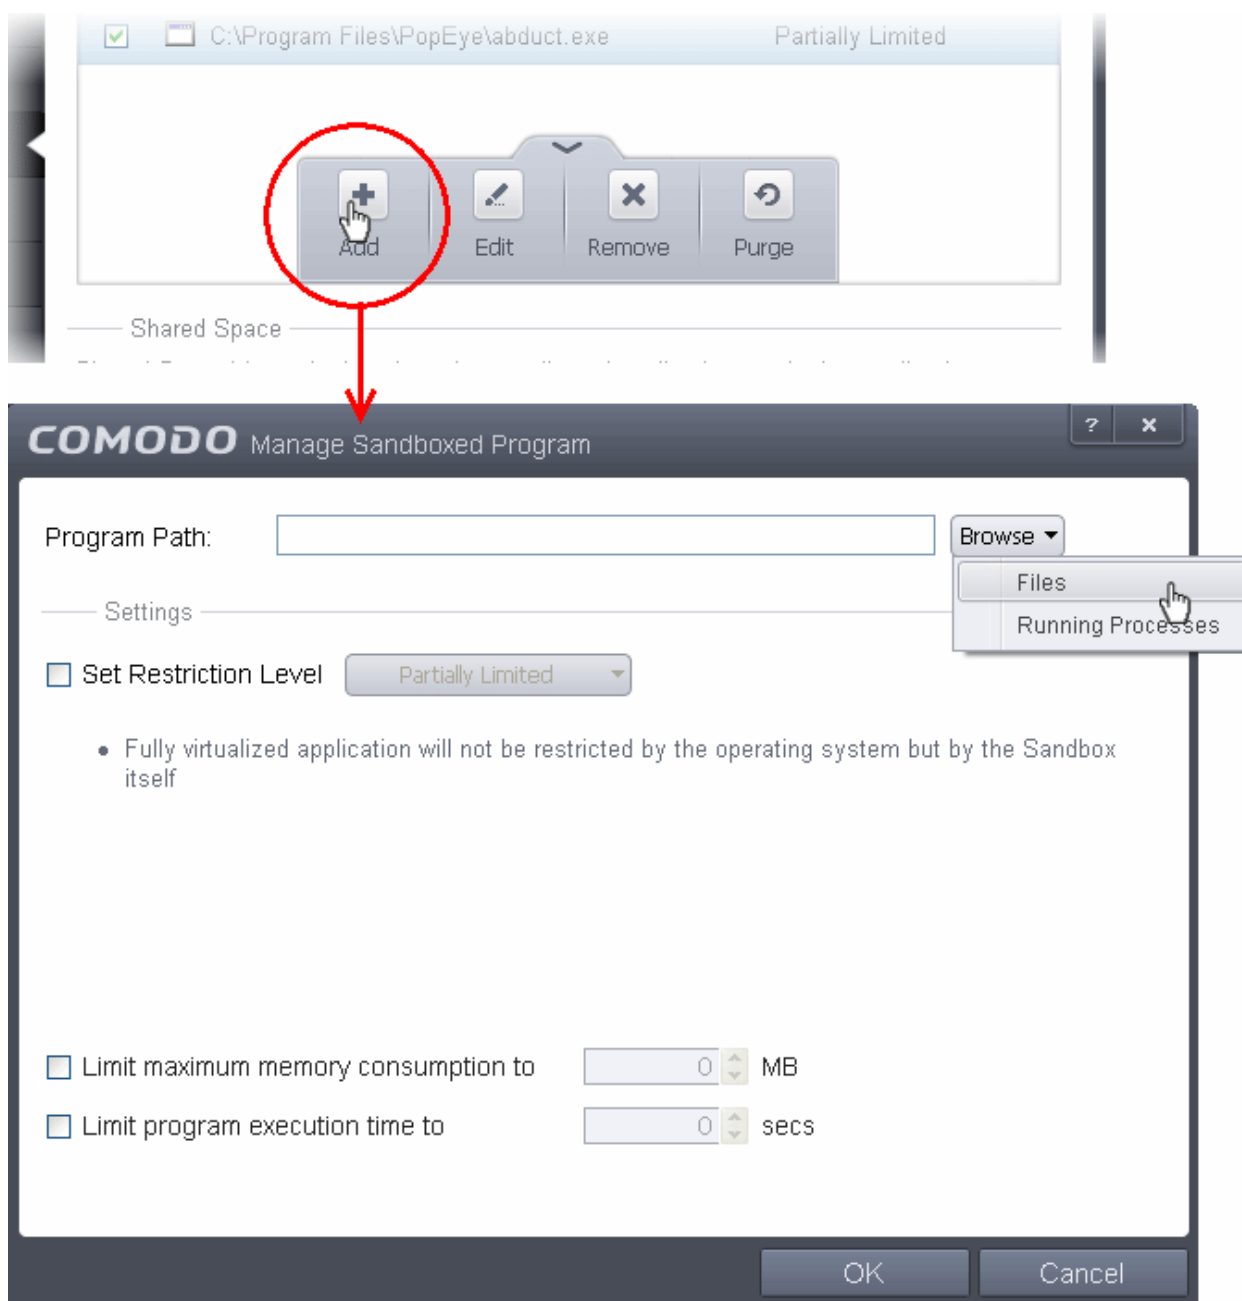 C:\Program Files\PopEye\abduct.exe Partially Limited
Add Edit Remove Purge
Shared Space
COMODO Manage Sandboxed Program ? x
Program Path: Browse
Files
Settings
Running Processes
Set Restriction Level Partially Limited
• Fully virtualized application will not be restricted by the operating system but by the Sandbox
itself
Limit maximum memory consumption to 0 MB
Limit program execution time to 0 secs
OK Cancel